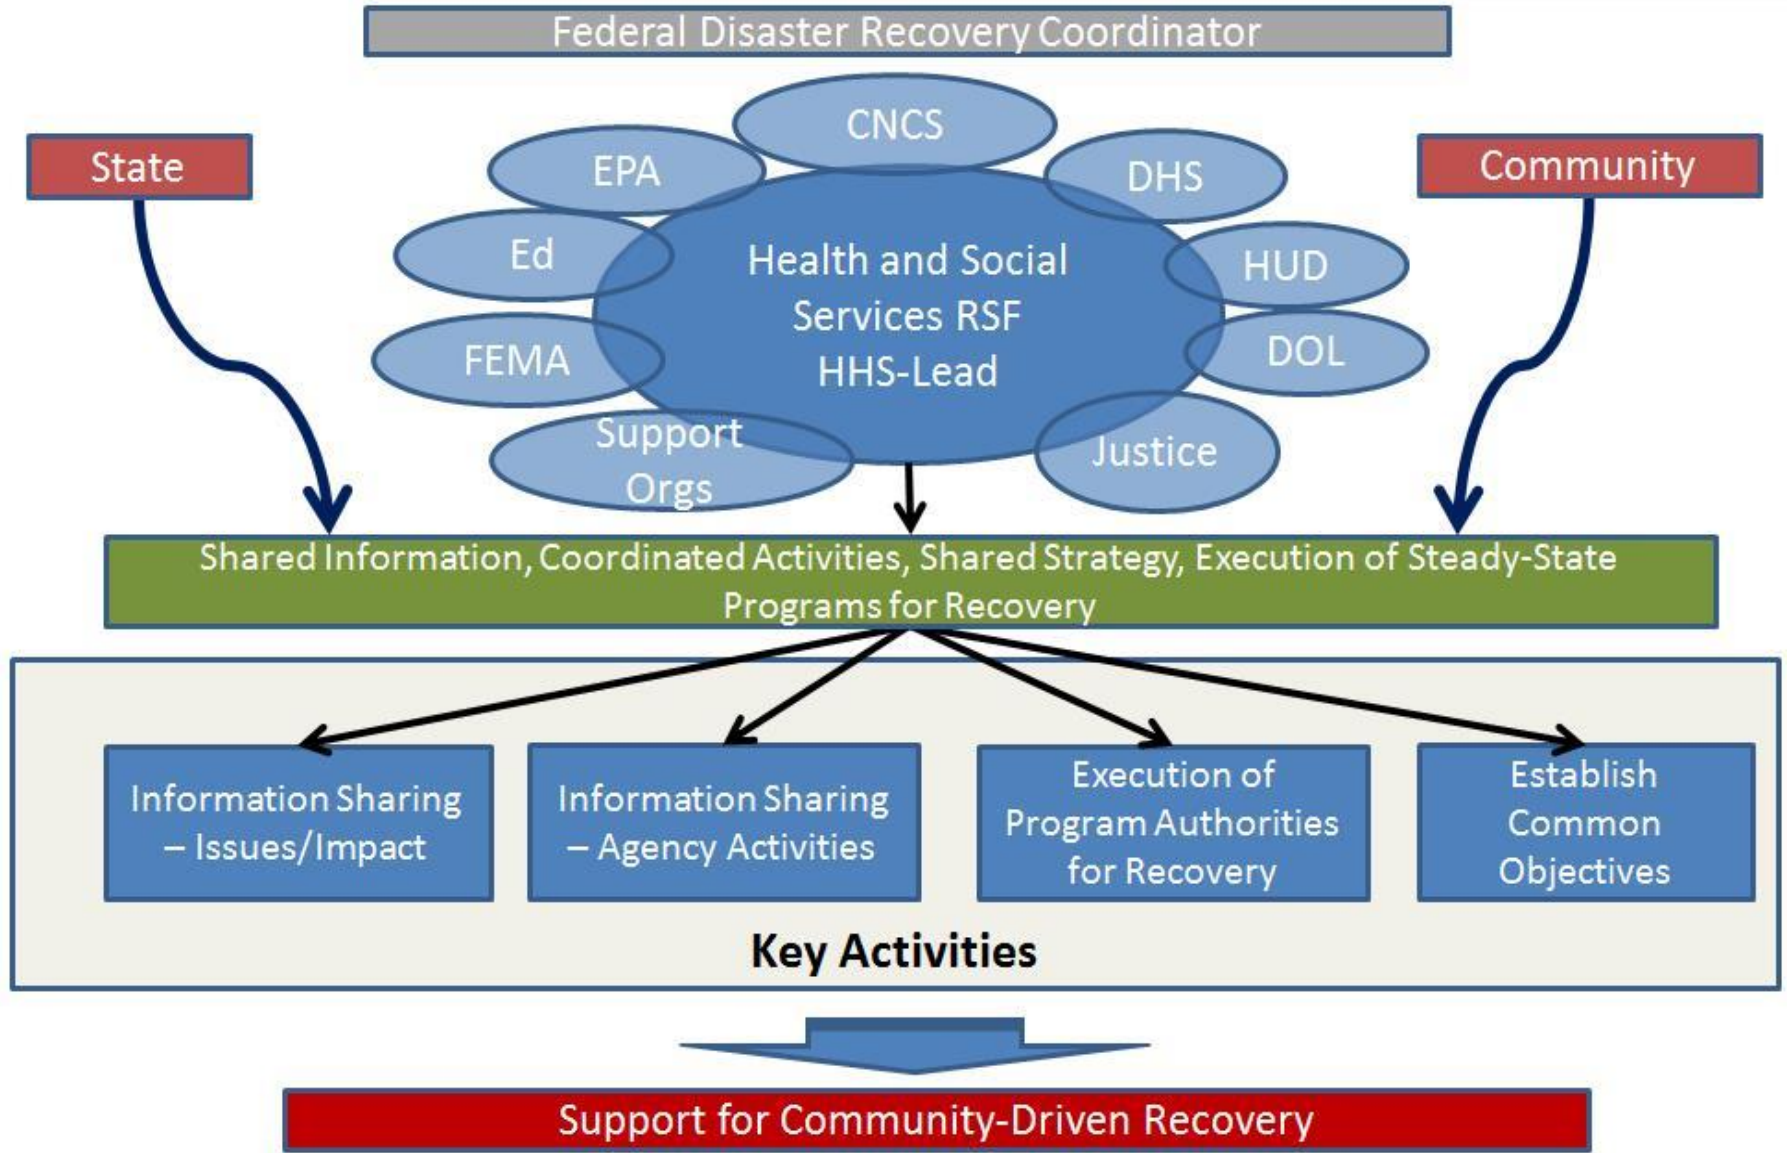 Federal Disaster Recovery Coordinator
CNCS
EPA
DHS
State
Community
Ed
HUD
Health and Social
Services RSF
HHS-Lead
FEMA
DOL
Support
Orgs
Justice
Shared Information, Coordinated Activities, Shared Strategy, Execution of Steady-State
Programs for Recovery
Information Sharing
– Issues/Impact
Information Sharing
– Agency Activities
Execution of
Program Authorities
for Recovery
Establish
Common
Objectives
Key Activities
Support for Community-Driven Recovery